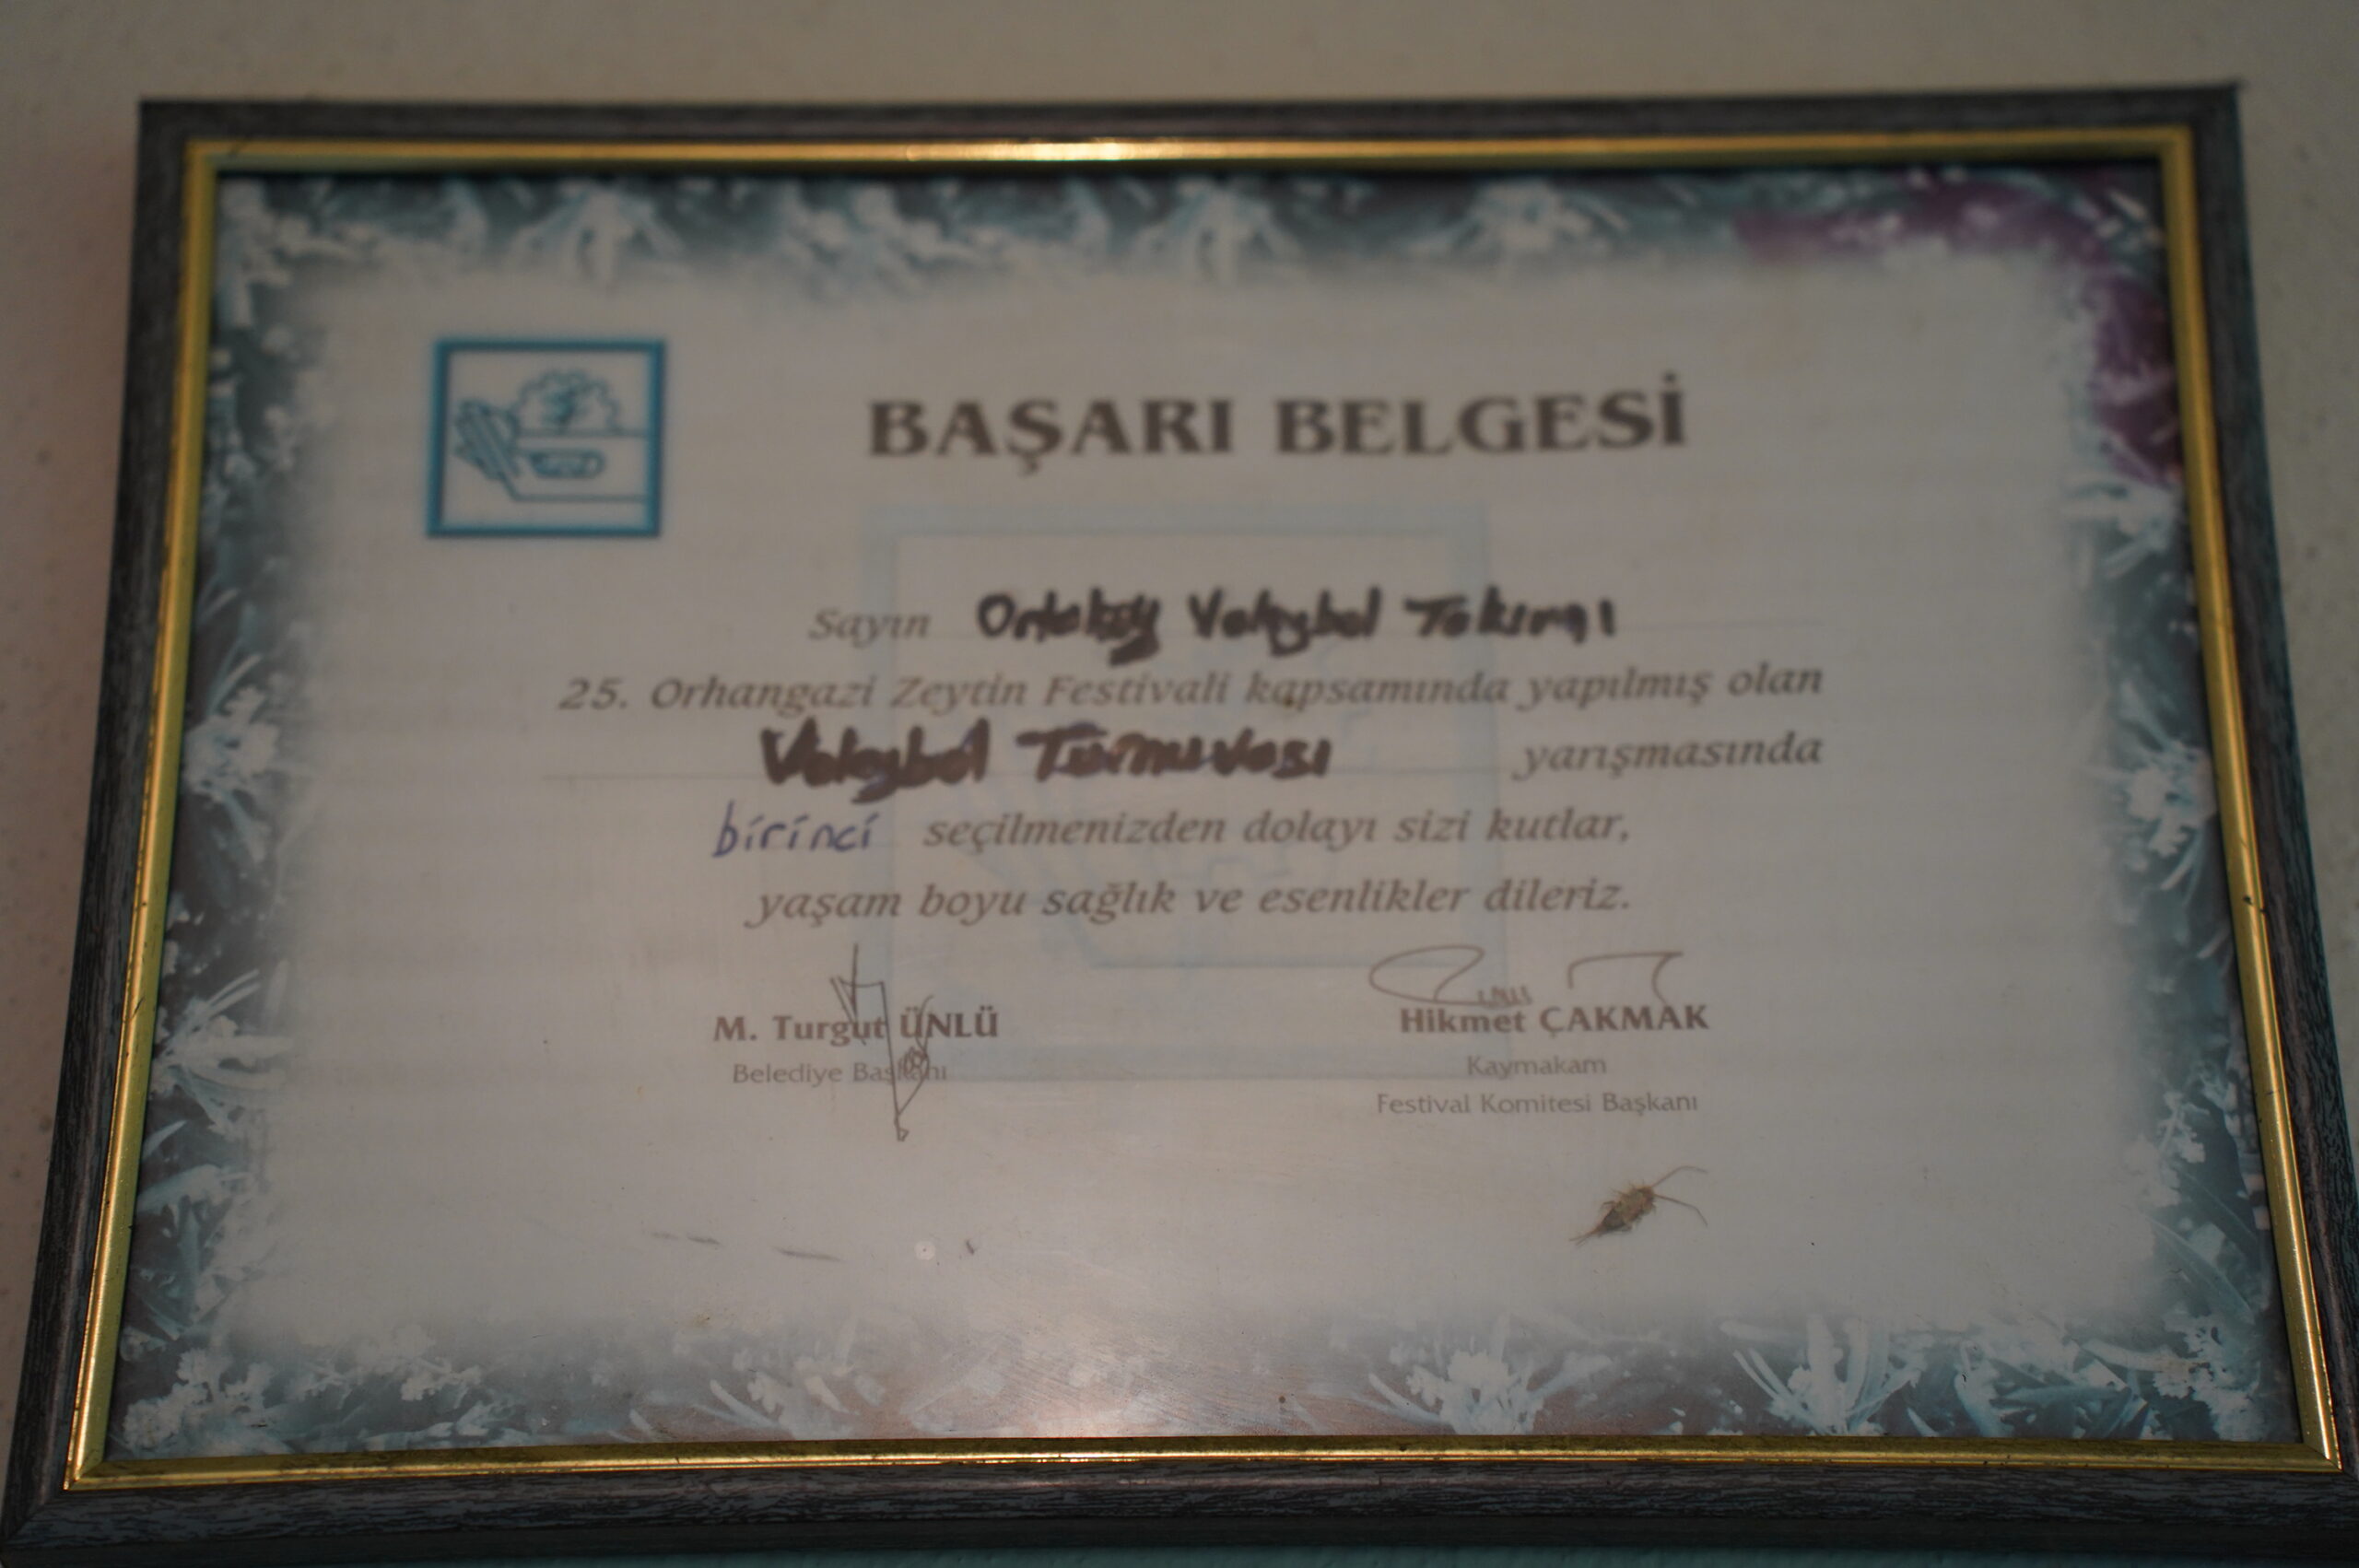 BAŞARI BELGESİ
Sayın Ortaköy Voleybol Takımı
25. Orhangazi Zeytin Festivali kapsamında yapılmış olan
Voleybol Turnuvası yarışmasında
birinci seçilmenizden dolayı sizi kutlar,
yaşam boyu sağlık ve esenlikler dileriz.
M. Turgut ÜNLÜ Hikmet ÇAKMAK
Belediye Başkanı Kaymakam
Festival Komitesi Başkanı